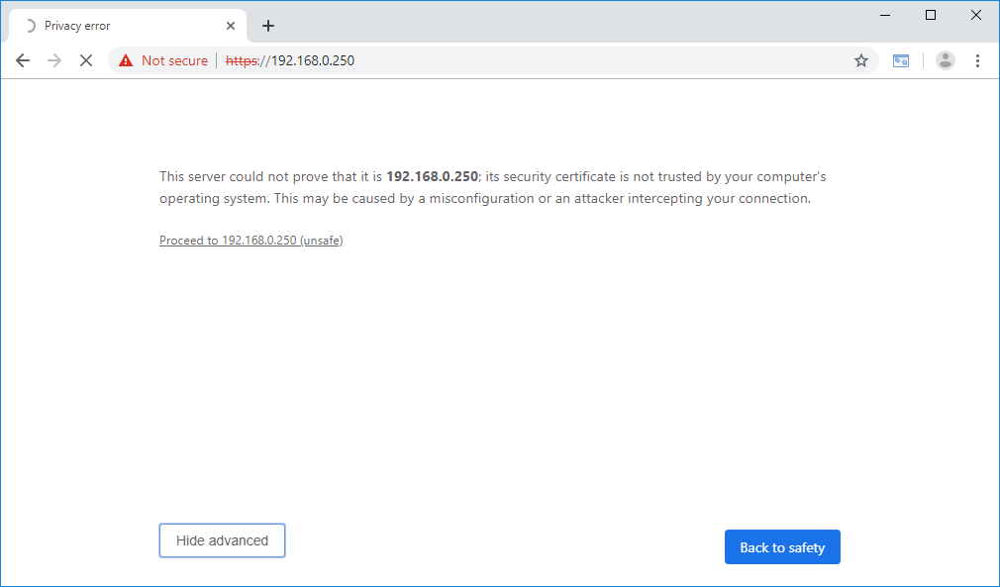 Privacy error
Not secure
https://192.168.0.250
This server could not prove that it is 192.168.0.250; its security certificate is not trusted by your computer's
operating system. This may be caused by a misconfiguration or an attacker intercepting your connection.
Proceed to 192.168.0.250 (unsafe)
Hide advanced
Back to safety